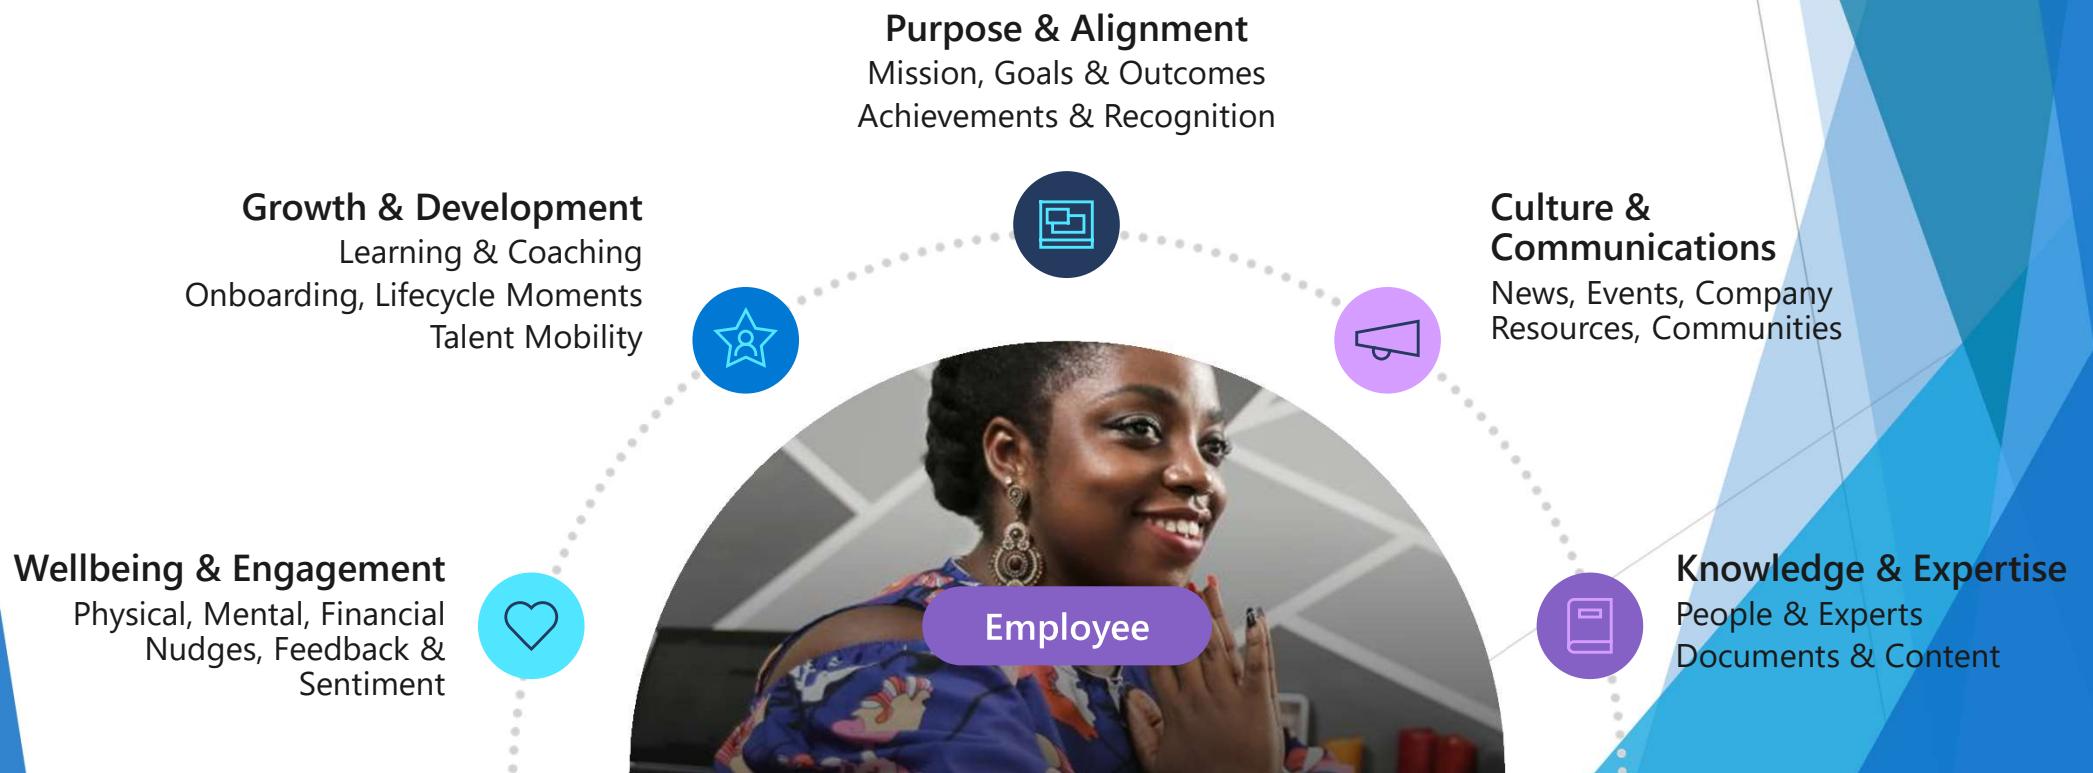 Purpose & Alignment
Mission, Goals & Outcomes
Achievements & Recognition
Growth & Development
Learning & Coaching
Onboarding, Lifecycle Moments
Talent Mobility
Culture &
Communications
News, Events, Company
Resources, Communities
Wellbeing & Engagement
Physical, Mental, Financial
Nudges, Feedback &
Sentiment
Employee
Knowledge & Expertise
People & Experts
Documents & Content